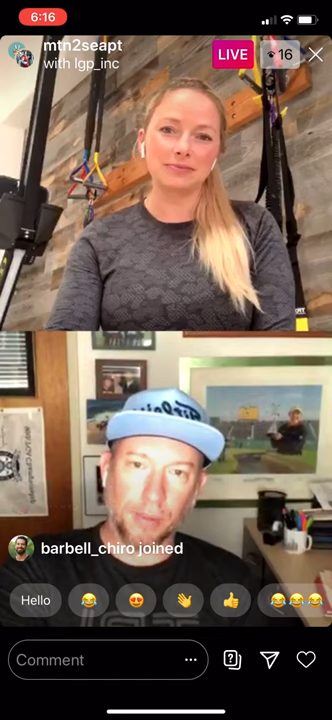 6:16
mtn2seapt
with lgp_inc
LIVE
16
barbell_chiro joined
Hello
Comment